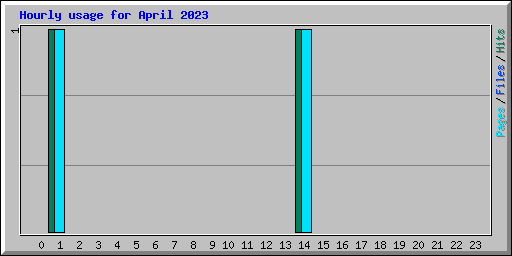 Hourly usage for April 2023
1
Pages/Files/Hits
0 1 2 3 4 5 6 7 8 9 10 11 12 13 14 15 16 17 18 19 20 21 22 23